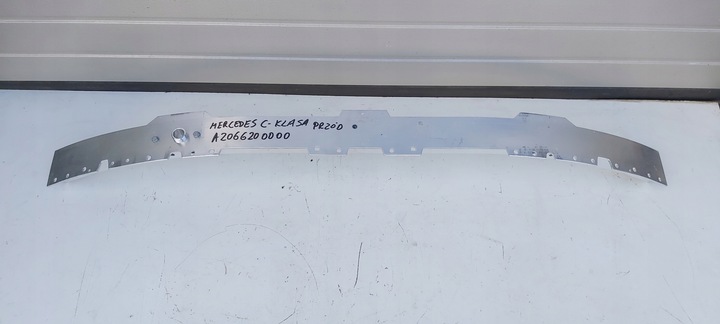 MERCEDES C-KLASA PRZÓD
A2066200000